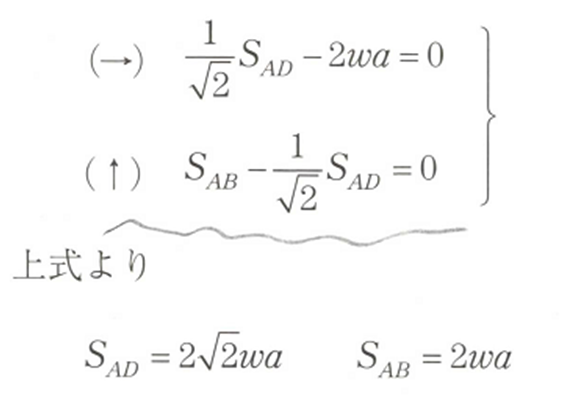 (→) 1/√2 S_AD − 2wa = 0
(↑) S_AB − 1/√2 S_AD = 0
上式より
S_AD = 2√2wa S_AB = 2wa